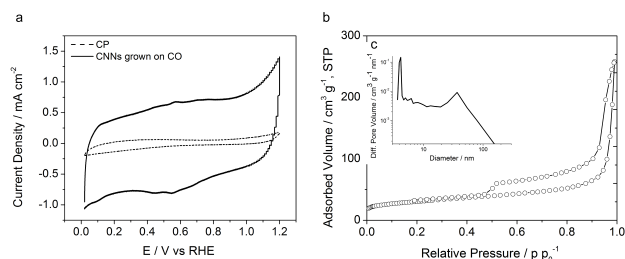 a
CP
CNNs grown on CO
1.5
1.0
0.5
0.0
-0.5
-1.0
0.0 0.2 0.4 0.6 0.8 1.0 1.2
Current Density / mA cm⁻²
E / V vs RHE
b
300
200
100
0
0.0 0.2 0.4 0.6 0.8 1.0
Adsorbed Volume / cm³ g⁻¹, STP
Relative Pressure / p p₀⁻¹
c
10 100
Diff. Pore Volume / cm³ g⁻¹ nm⁻¹
Diameter / nm